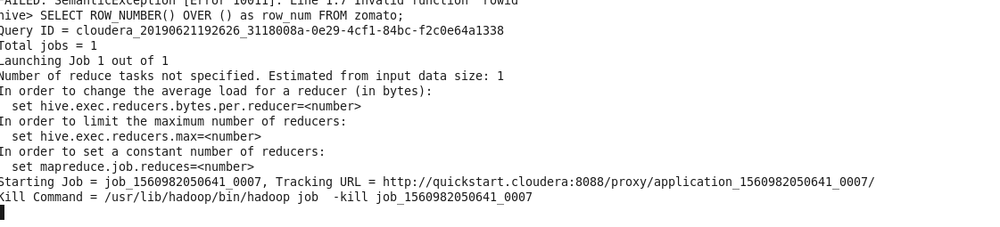 FAILED: SemanticException [Error 10011]: Line 1:7 Invalid function 'rowid'
hive> SELECT ROW_NUMBER() OVER () as row_num FROM zomato;
Query ID = cloudera_20190621192626_3118008a-0e29-4cf1-84bc-f2c0e64a1338
Total jobs = 1
Launching Job 1 out of 1
Number of reduce tasks not specified. Estimated from input data size: 1
In order to change the average load for a reducer (in bytes):
  set hive.exec.reducers.bytes.per.reducer=<number>
In order to limit the maximum number of reducers:
  set hive.exec.reducers.max=<number>
In order to set a constant number of reducers:
  set mapreduce.job.reduces=<number>
Starting Job = job_1560982050641_0007, Tracking URL = http://quickstart.cloudera:8088/proxy/application_1560982050641_0007/
Kill Command = /usr/lib/hadoop/bin/hadoop job  -kill job_1560982050641_0007